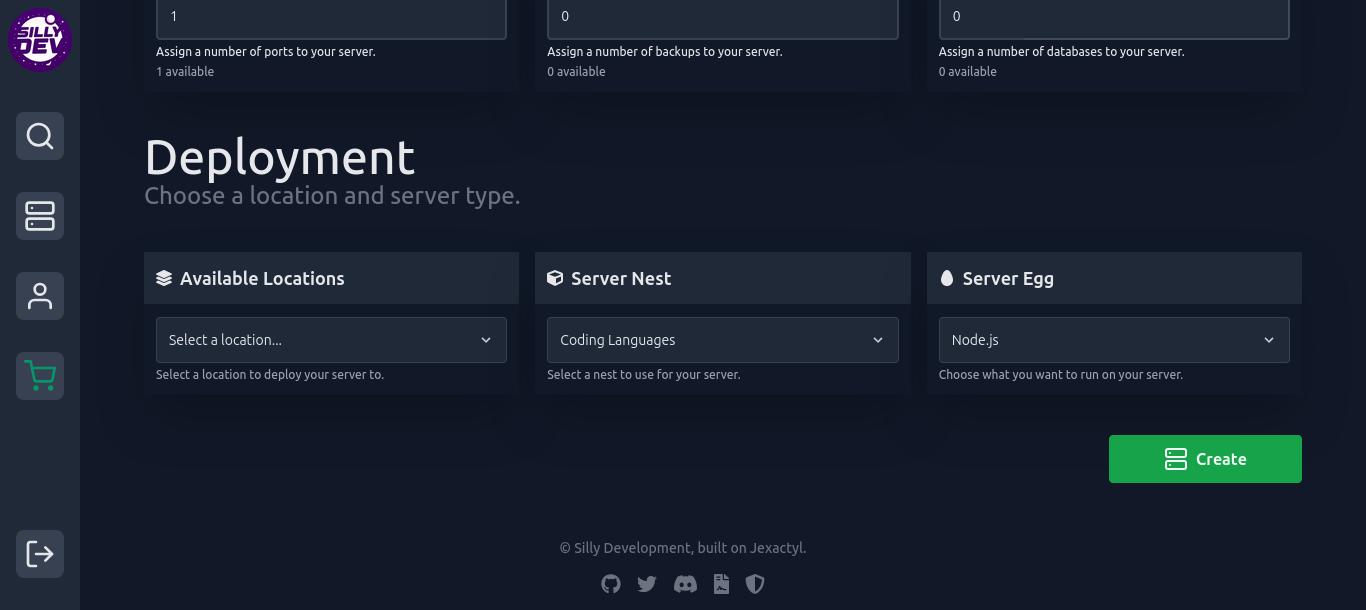 SILLY
DEV
1
0
0
Assign a number of ports to your server.
Assign a number of backups to your server.
Assign a number of databases to your server.
1 available
0 available
0 available
Deployment
Choose a location and server type.
Available Locations
Server Nest
Server Egg
Select a location...
Coding Languages
Node.js
Select a location to deploy your server to.
Select a nest to use for your server.
Choose what you want to run on your server.
Create
© Silly Development, built on Jexactyl.